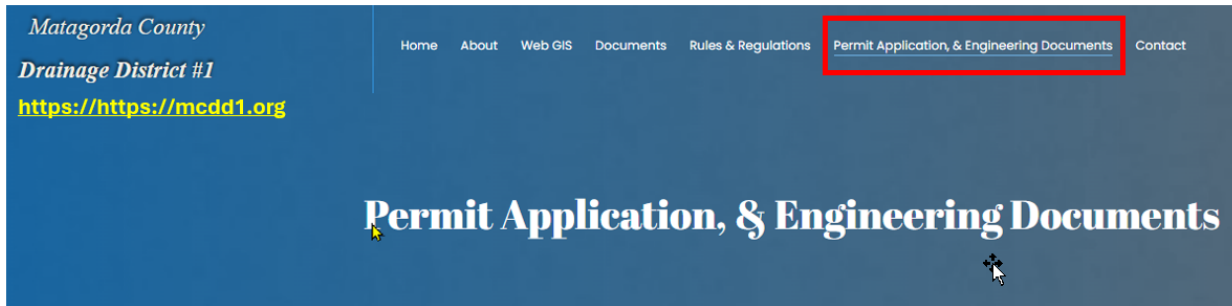 Matagorda County
Drainage District #1
https://https://mcdd1.org
Home About Web GIS Documents Rules & Regulations Permit Application, & Engineering Documents Contact
Permit Application, & Engineering Documents